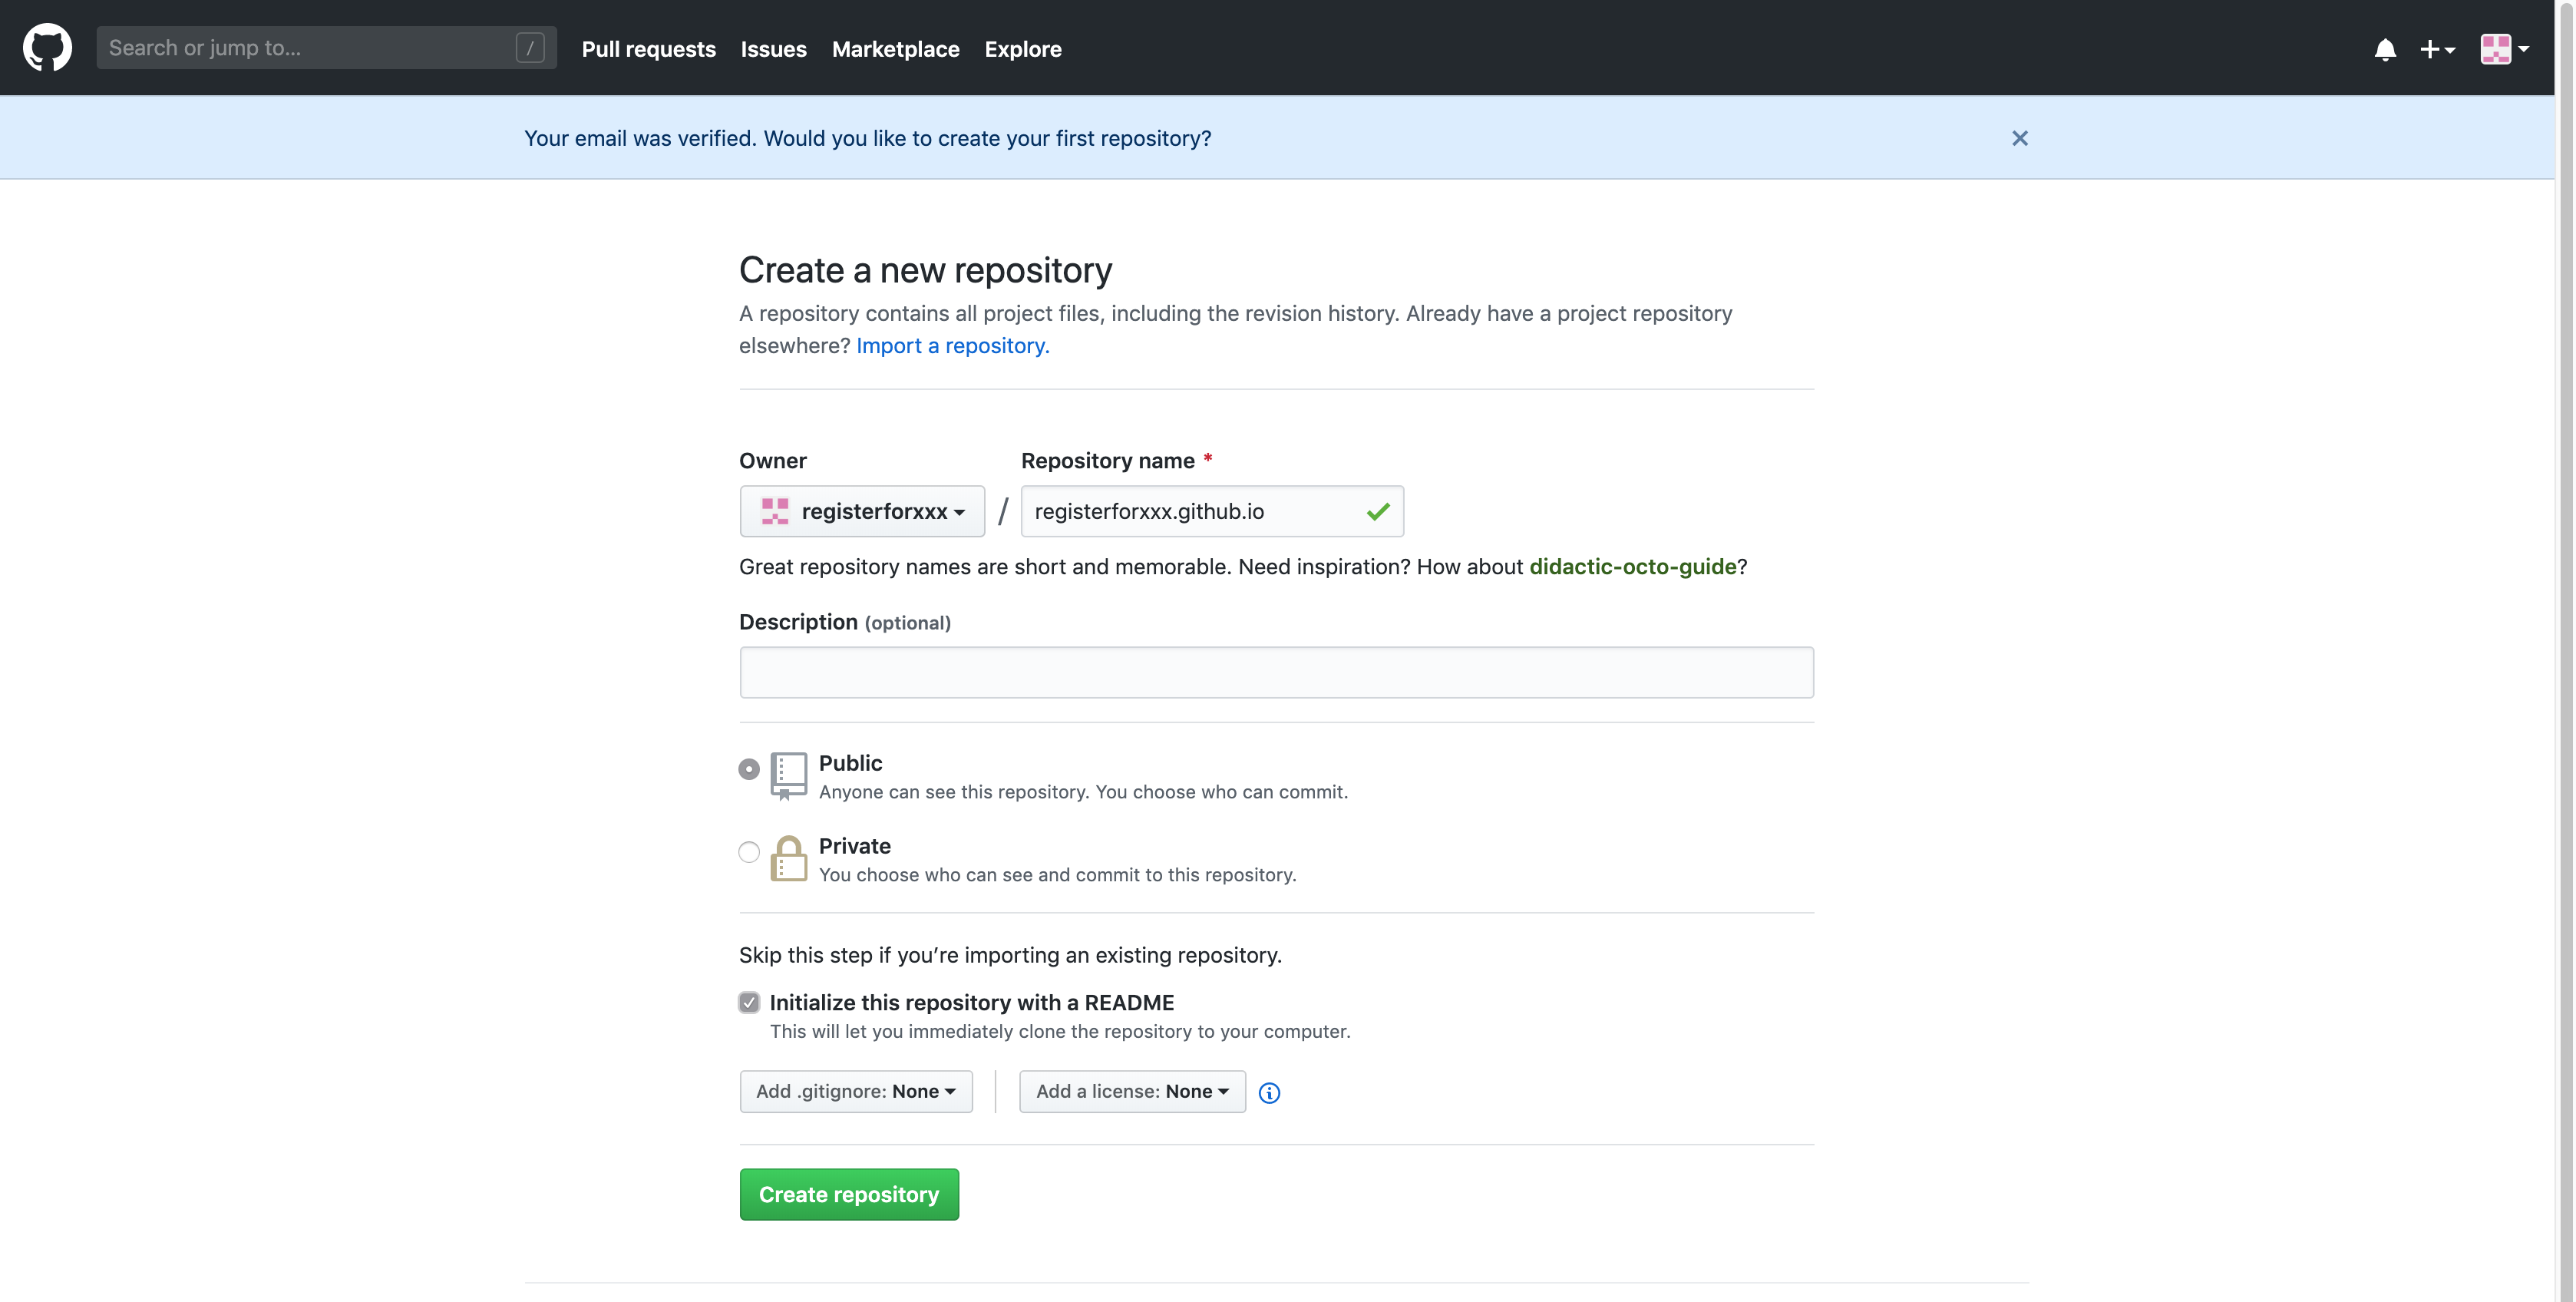 Search or jump to... /
Pull requests Issues Marketplace Explore
Your email was verified. Would you like to create your first repository?
Create a new repository
A repository contains all project files, including the revision history. Already have a project repository
elsewhere? Import a repository.
Owner Repository name *
registerforxxx / registerforxxx.github.io
Great repository names are short and memorable. Need inspiration? How about didactic-octo-guide?
Description (optional)
Public
Anyone can see this repository. You choose who can commit.
Private
You choose who can see and commit to this repository.
Skip this step if you’re importing an existing repository.
Initialize this repository with a README
This will let you immediately clone the repository to your computer.
Add .gitignore: None Add a license: None
Create repository